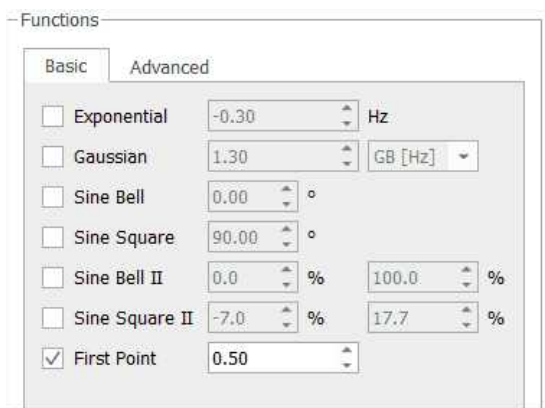 Functions
Basic Advanced
Exponential -0.30 Hz
Gaussian 1.30 GB [Hz]
Sine Bell 0.00 °
Sine Square 90.00 °
Sine Bell II 0.0 % 100.0 %
Sine Square II -7.0 % 17.7 %
First Point 0.50